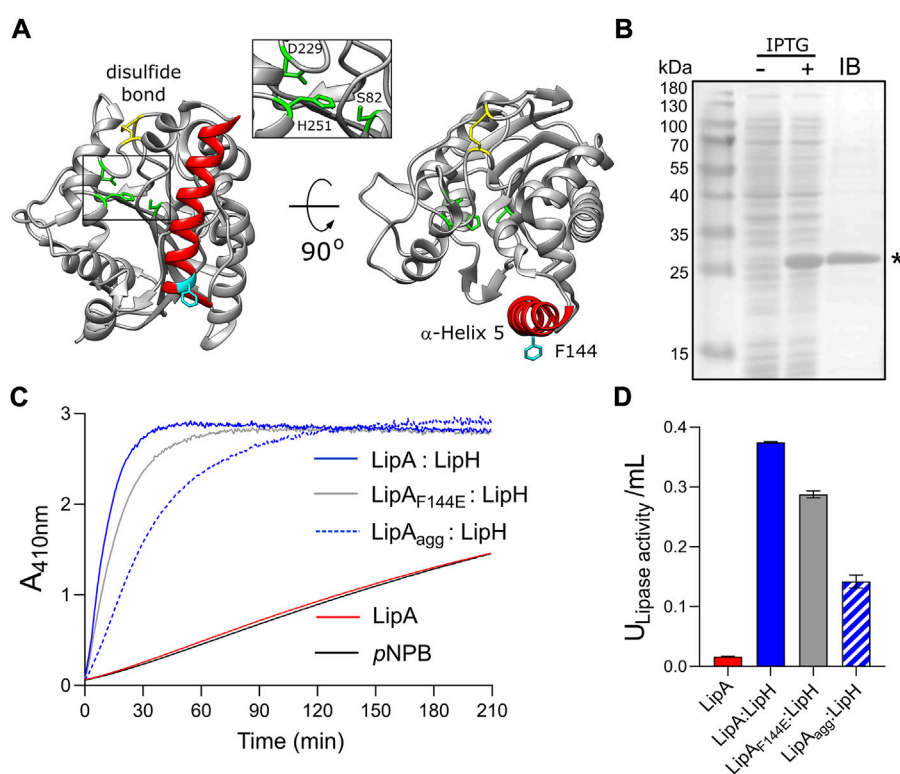 A
disulfide
bond
D229
S82
H251
90°
α-Helix 5
F144
B
IPTG
kDa
-
+
IB
180
130
100
70
55
40
35
25
15
*
C
A410nm
3
2
1
0
LipA : LipH
LipAF144E : LipH
LipAagg : LipH
LipA
pNPB
0
30
60
90
120
150
180
210
Time (min)
D
ULipase activity /mL
0.4
0.3
0.2
0.1
0.0
LipA
LipA:LipH
LipAF144E:LipH
LipAagg:LipH